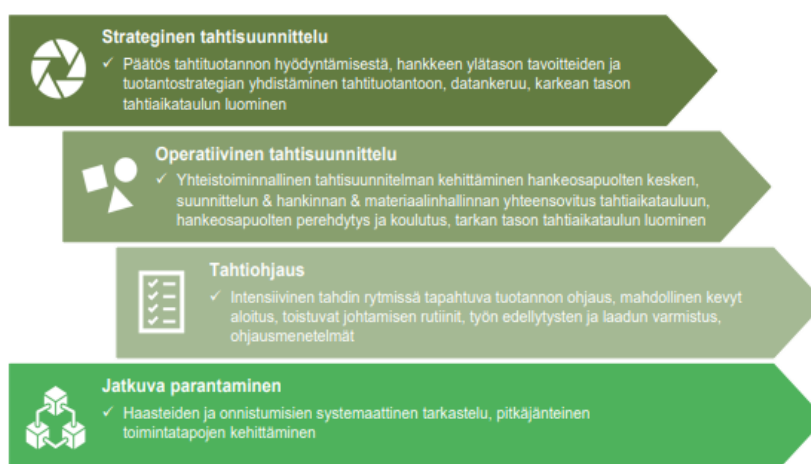 Strateginen tahtisuunnittelu
✓ Päätös tahtituotannon hyödyntämisestä, hankkeen ylätason tavoitteiden ja
tuotantostrategian yhdistäminen tahtituotantoon, datankeruu, karkean tason
tahtiaikataulun luominen
Operatiivinen tahtisuunnittelu
✓ Yhteistoiminnallinen tahtisuunnitelman kehittäminen hankeosapuolten kesken,
suunnittelun & hankinnan & materiaalinhallinnan yhteensovitus tahtiaikatauluun,
hankeosapuolten perehdytys ja koulutus, tarkan tason tahtiaikataulun luominen
Tahtiohjaus
✓ Intensiivinen tahdin rytmissä tapahtuva tuotannon ohjaus, mahdollinen kevyt
aloitus, toistuvat johtamisen rutiinit, työn edellytysten ja laadun varmistus,
ohjausmenetelmät
Jatkuva parantaminen
✓ Haasteiden ja onnistumisien systemaattinen tarkastelu, pitkäjänteinen
toimintatapojen kehittäminen